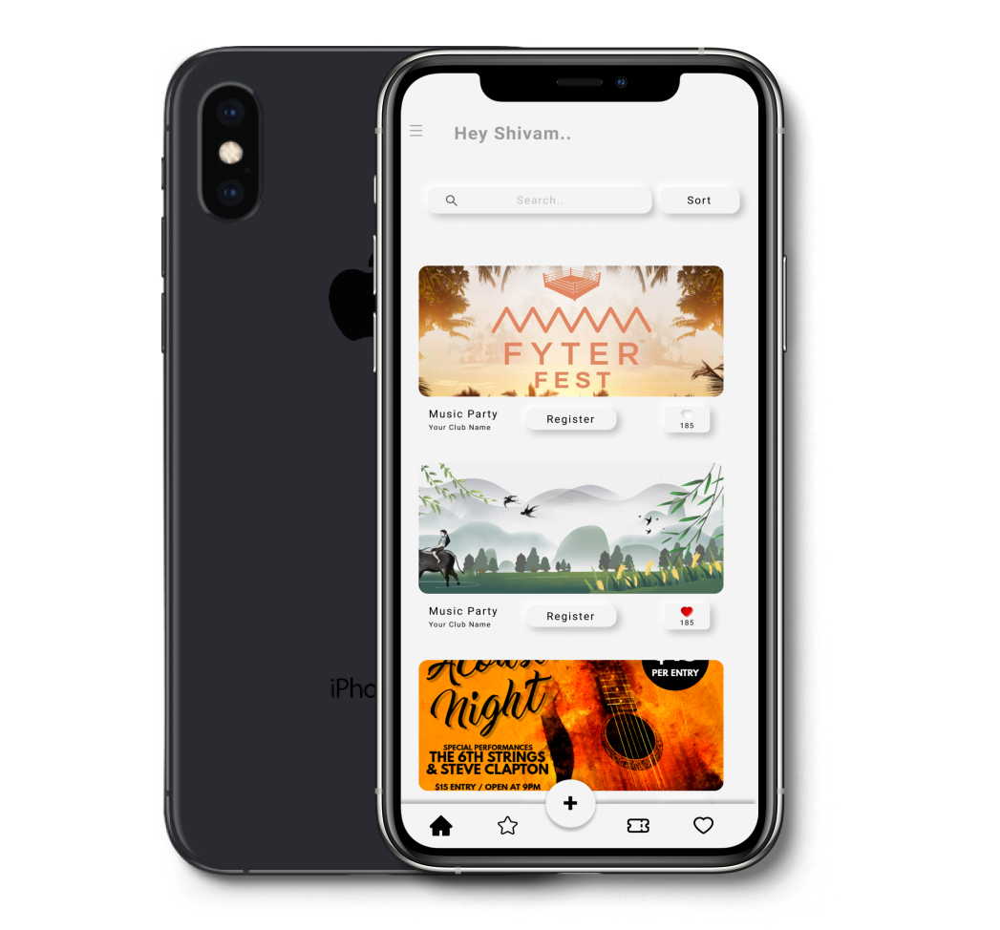 Hey Shivam..
Search..
Sort
FYTER
FEST
Music Party
Register
Your Club Name
185
Music Party
Register
Your Club Name
185
Night
PER ENTRY
SPECIAL PERFORMANCES
THE 6TH STRINGS
& STEVE CLAPTON
$15 ENTRY / OPEN AT 9PM